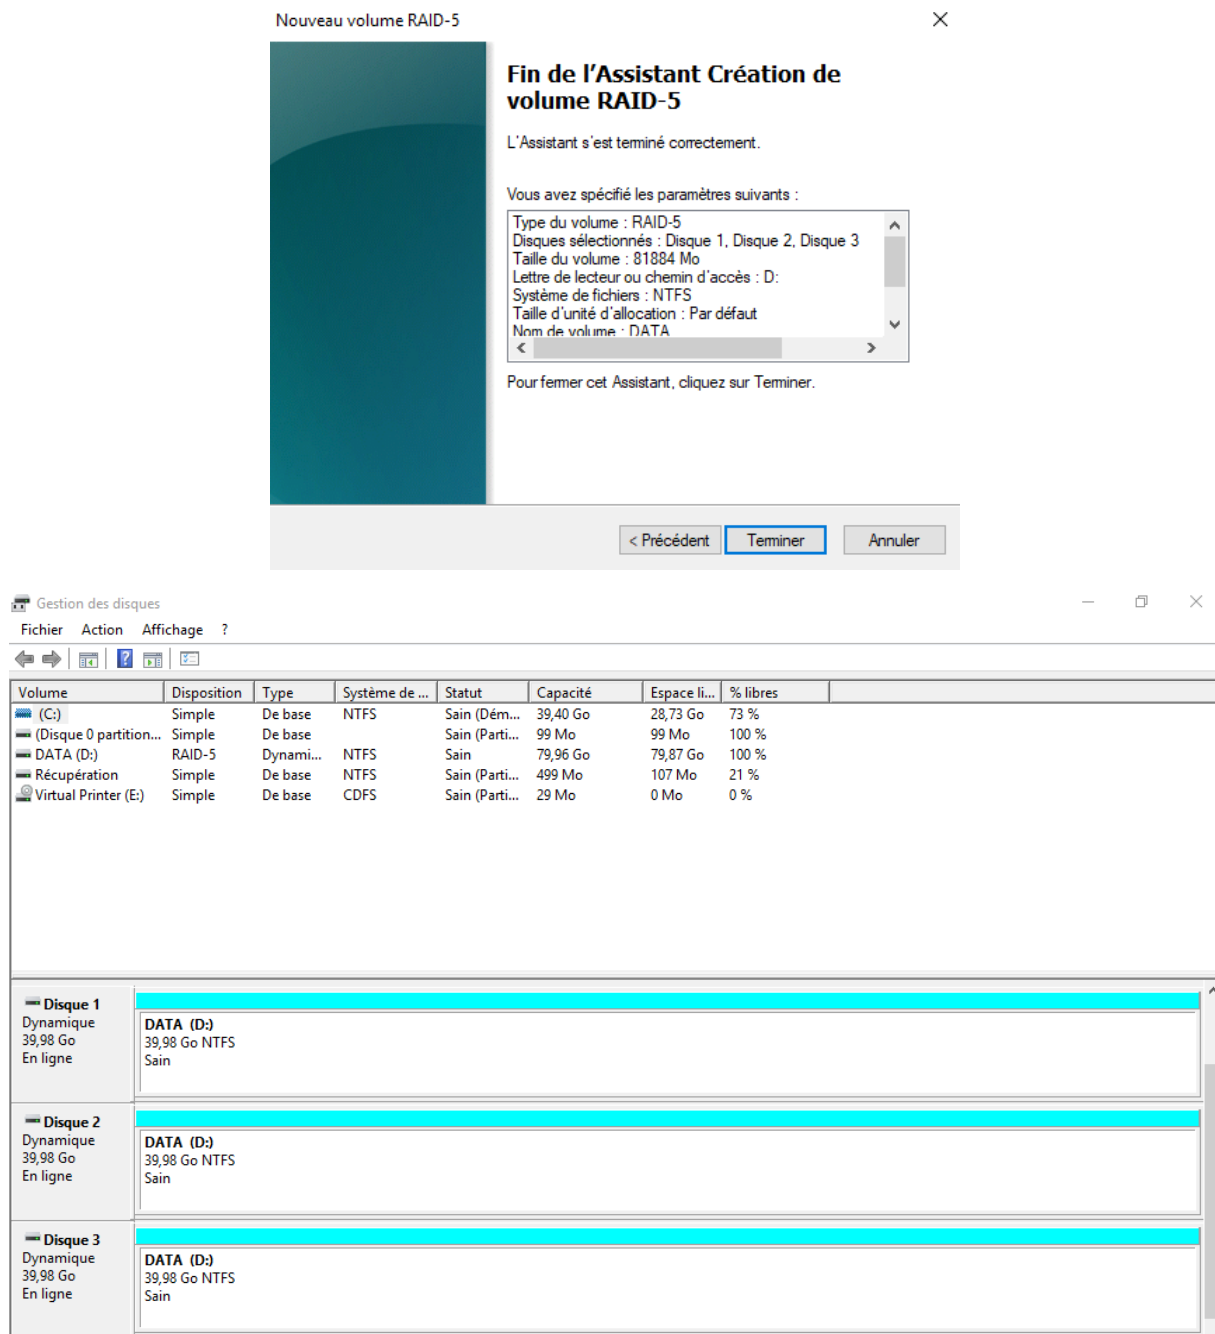 Nouveau volume RAID-5
Fin de l'Assistant Création de
volume RAID-5
L'Assistant s'est terminé correctement.
Vous avez spécifié les paramètres suivants :
Type du volume : RAID-5
Disques sélectionnés : Disque 1, Disque 2, Disque 3
Taille du volume : 81884 Mo
Lettre de lecteur ou chemin d'accès : D:
Système de fichiers : NTFS
Taille d'unité d'allocation : Par défaut
Nom de volume : DATA
Pour fermer cet Assistant, cliquez sur Terminer.
< Précédent Terminer Annuler
Gestion des disques
Fichier Action Affichage ?
Volume Disposition Type Système de ... Statut Capacité Espace li... % libres
(C:) Simple De base NTFS Sain (Dém... 39,40 Go 28,73 Go 73 %
(Disque 0 partition... Simple De base Sain (Parti... 99 Mo 99 Mo 100 %
DATA (D:) RAID-5 Dynami... NTFS Sain 79,96 Go 79,87 Go 100 %
Récupération Simple De base NTFS Sain (Parti... 499 Mo 107 Mo 21 %
Virtual Printer (E:) Simple De base CDFS Sain (Parti... 29 Mo 0 Mo 0 %
Disque 1
Dynamique
39,98 Go
En ligne
DATA (D:)
39,98 Go NTFS
Sain
Disque 2
Dynamique
39,98 Go
En ligne
DATA (D:)
39,98 Go NTFS
Sain
Disque 3
Dynamique
39,98 Go
En ligne
DATA (D:)
39,98 Go NTFS
Sain